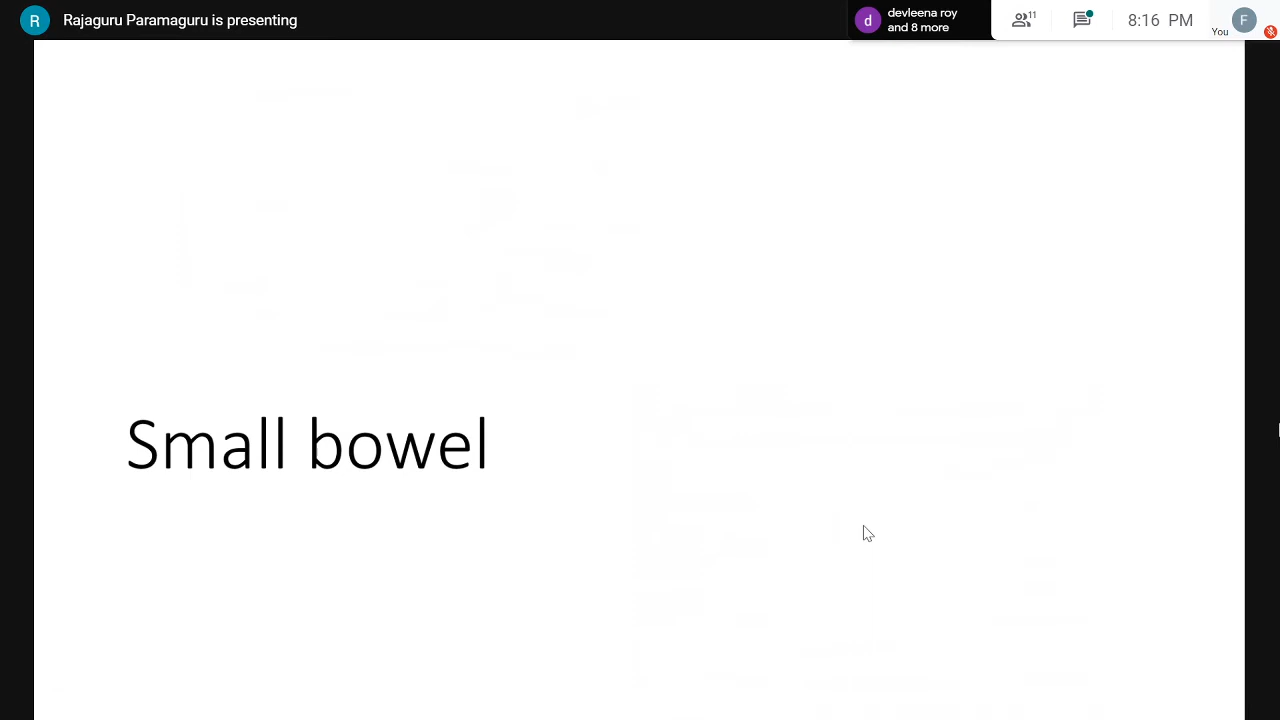 R Rajaguru Paramaguru is presenting
d devleena roy
and 8 more
11
8:16 PM
You
F
Small bowel